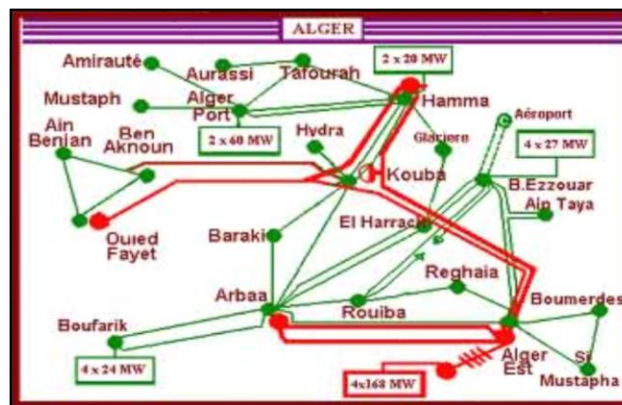 ALGER
2 x 20 MW
Amirauté
Aurassi
Tafourah
Mustaph
Alger
Port
Hamma
Aéroport
Ain
Benian
Ben
Aknoun
2 x 60 MW
Hydra
Glaciere
4 x 27 MW
Kouba
B.Ezzouar
Ain Taya
El Harrach
Ouied
Fayet
Baraki
Reghaia
Arbaa
Rouiba
Boumerdes
Boufarik
4 x 24 MW
Alger
Est
Si
Mustapha
4x168 MW